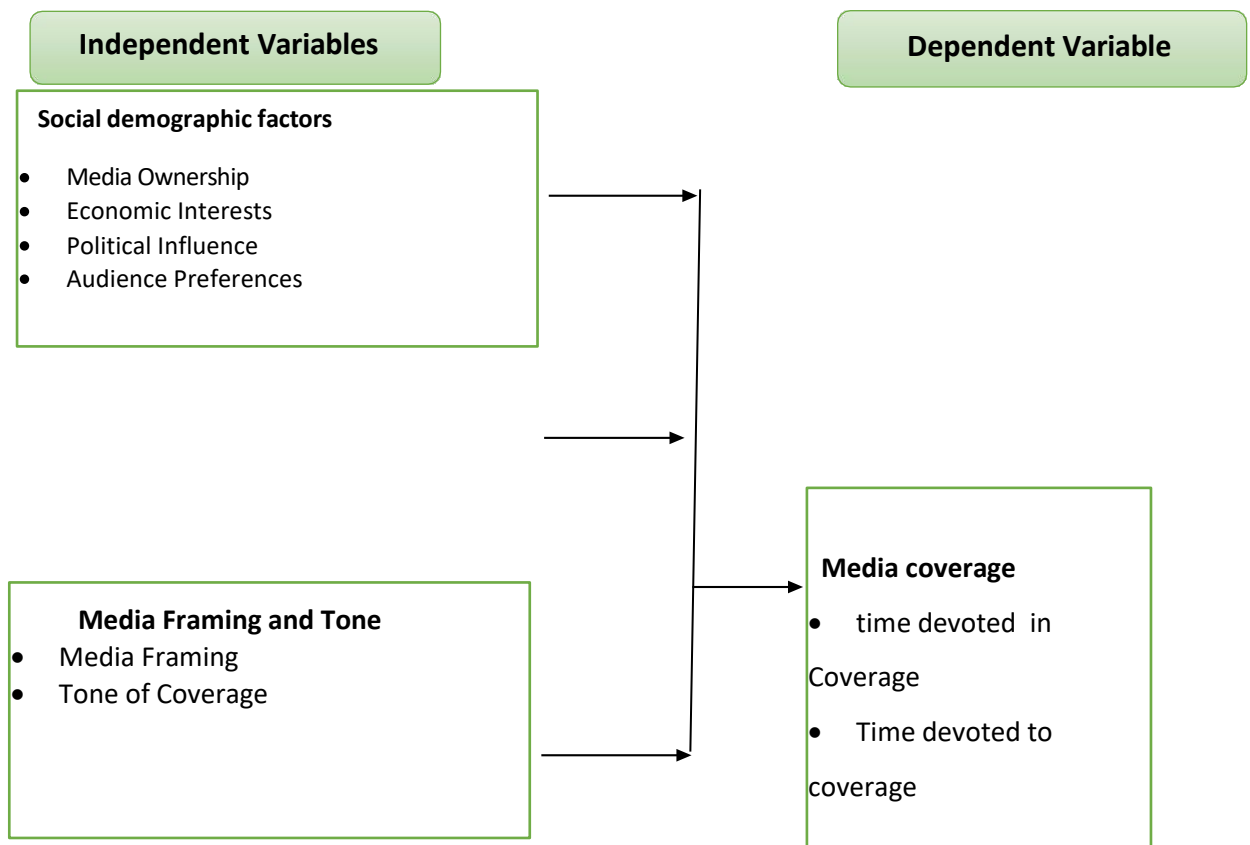 Independent Variables
Dependent Variable
Social demographic factors
• Media Ownership
• Economic Interests
• Political Influence
• Audience Preferences
Media Framing and Tone
• Media Framing
• Tone of Coverage
Media coverage
• time devoted in
Coverage
• Time devoted to
coverage